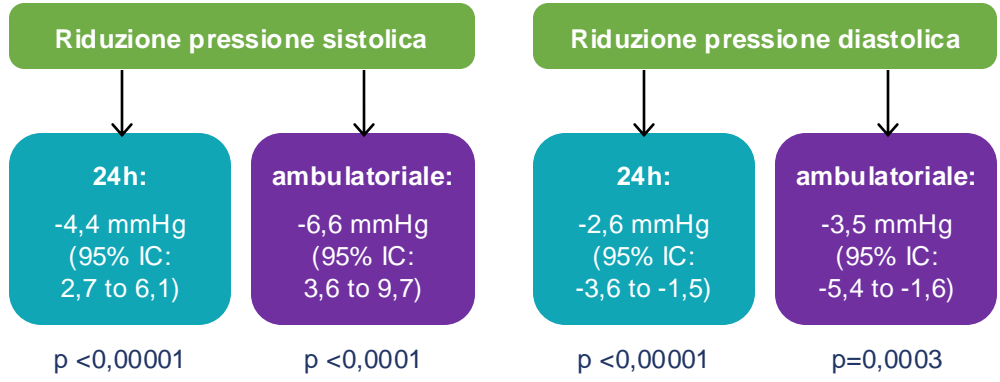 Riduzione pressione sistolica
24h:
-4,4 mmHg
(95% IC:
2,7 to 6,1)
p <0,00001
ambulatoriale:
-6,6 mmHg
(95% IC:
3,6 to 9,7)
p <0,0001
Riduzione pressione diastolica
24h:
-2,6 mmHg
(95% IC:
-3,6 to -1,5)
p <0,00001
ambulatoriale:
-3,5 mmHg
(95% IC:
-5,4 to -1,6)
p=0,0003